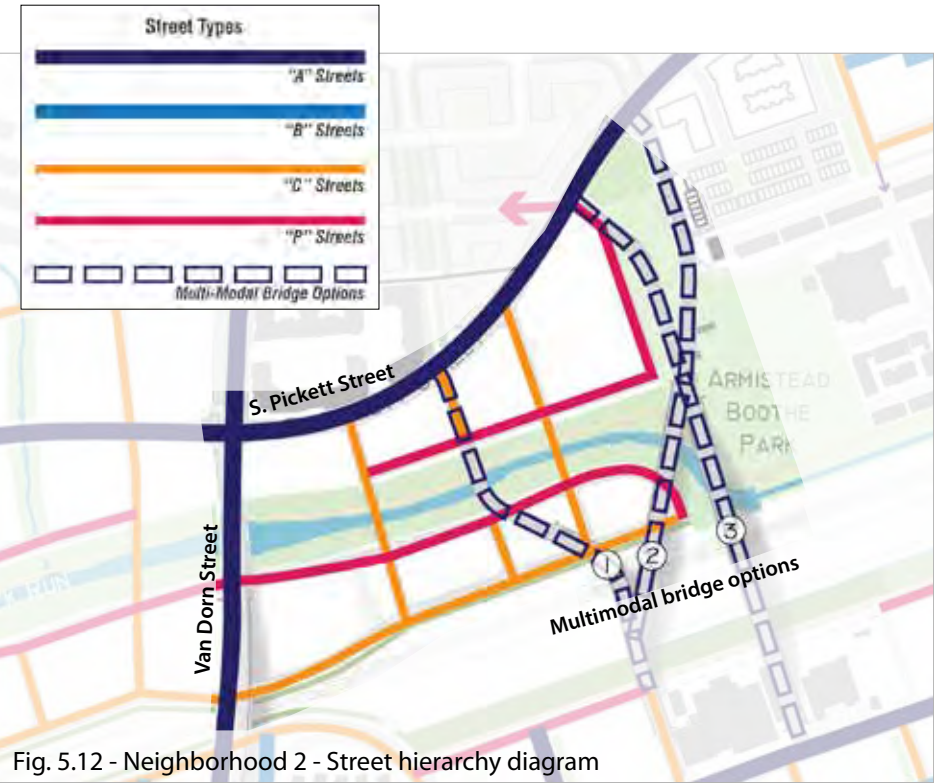 Street Types
"A" Streets
"B" Streets
"C" Streets
"P" Streets
Multi-Modal Bridge Options
S. Pickett Street
ARMISTEAD
BOOTHE
PARK
Van Dorn Street
RUN
1
2
3
Multimodal bridge options
Fig. 5.12 - Neighborhood 2 - Street hierarchy diagram